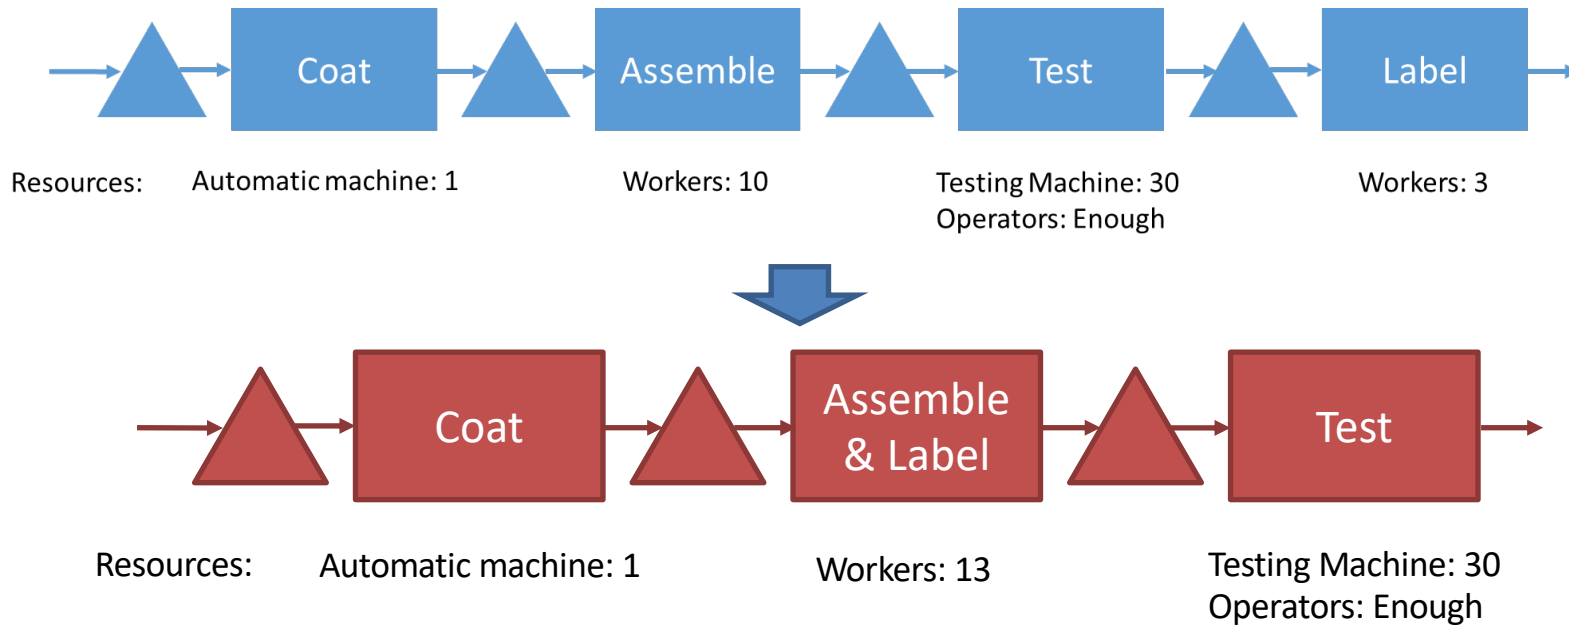 Coat
Assemble
Test
Label
Resources:
Automatic machine: 1
Workers: 10
Testing Machine: 30
Operators: Enough
Workers: 3
Coat
Assemble
& Label
Test
Resources:
Automatic machine: 1
Workers: 13
Testing Machine: 30
Operators: Enough